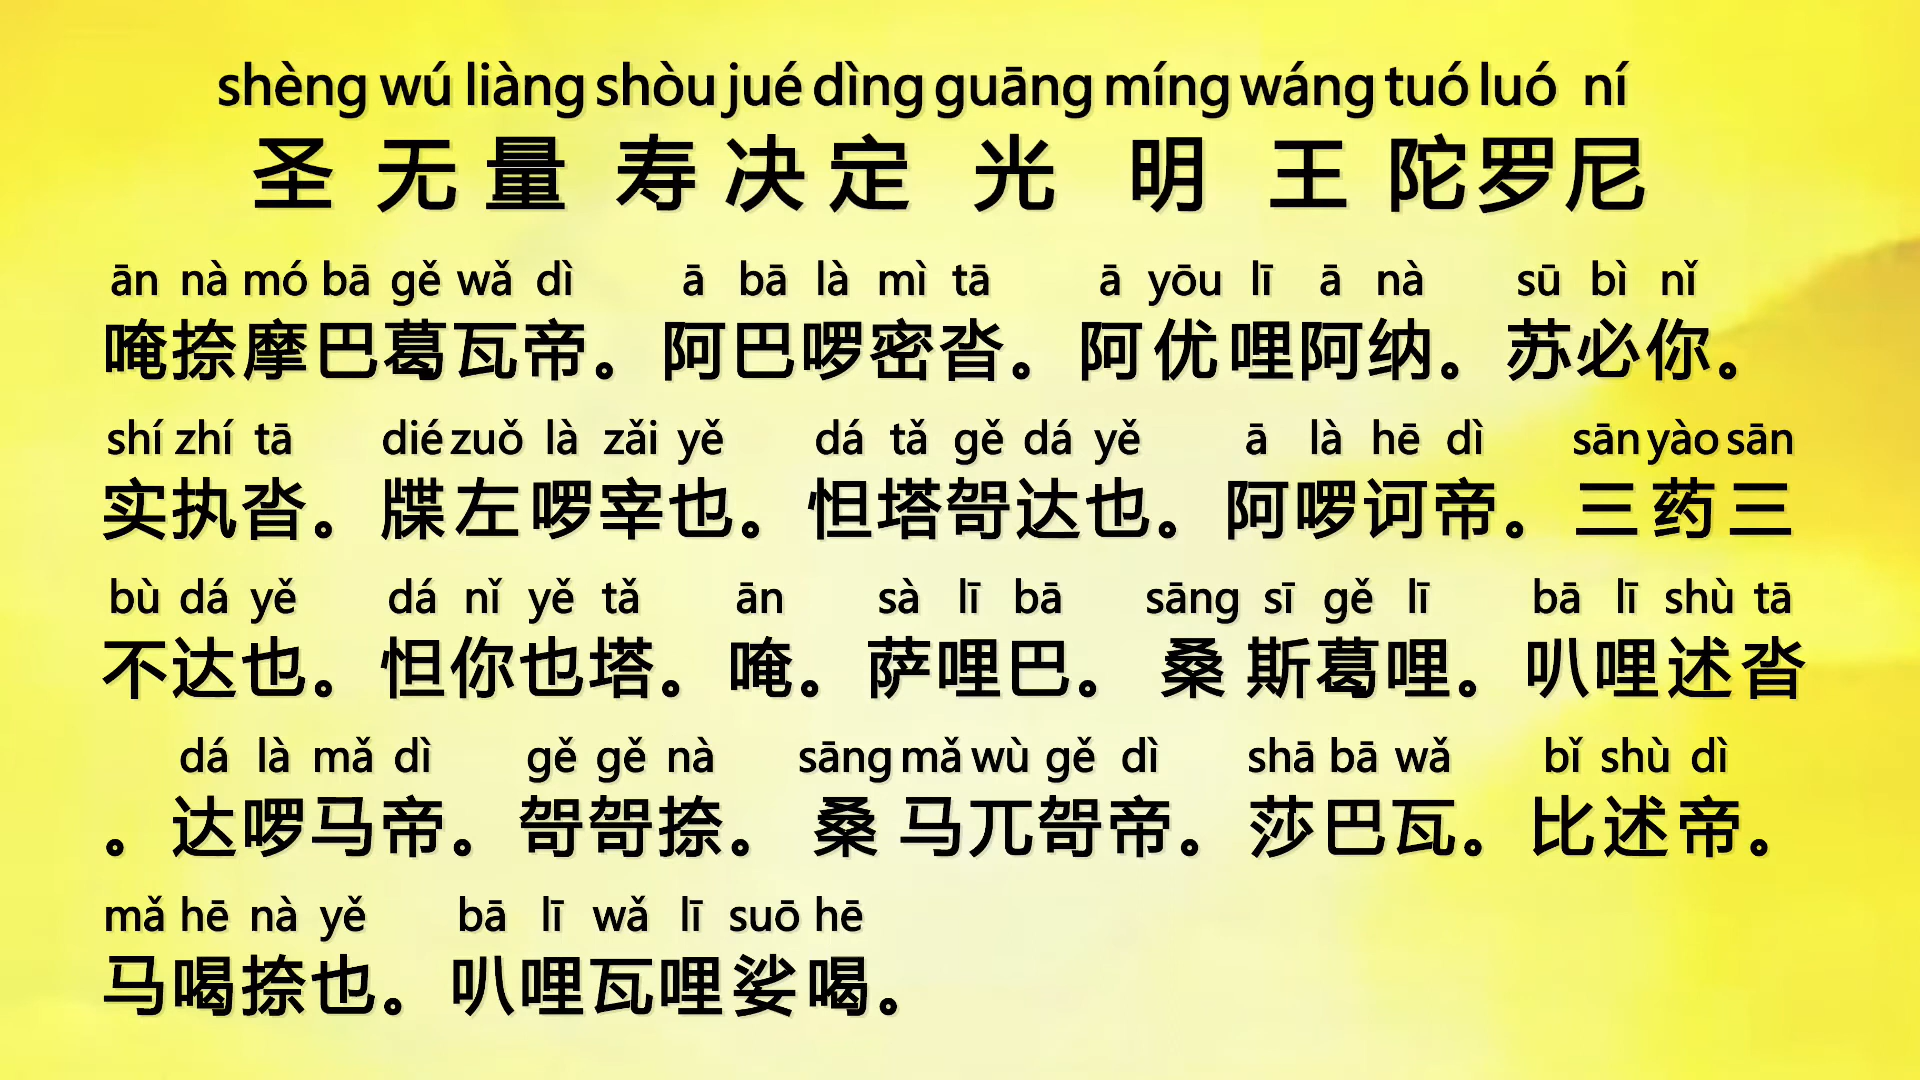 shèng wú liàng shòu jué dìng guāng míng wáng tuó luó ní
圣无量寿决定光明王陀罗尼
ān nà mó bā gě wǎ dì ā bā là mì tā ā yōu lī ā nà sū bì nǐ
唵捺摩巴葛瓦帝。阿巴啰密沓。阿优哩阿纳。苏必你。
shí zhí tā dié zuǒ là zǎi yě dá tǎ gě dá yě ā là hē dì sān yào sān
实执沓。牒左啰宰也。怛塔哿达也。阿啰诃帝。三药三
bù dá yě dá nǐ yě tǎ ān sà lī bā sāng sī gě lī bā lī shù tā
不达也。怛你也塔。唵。萨哩巴。桑斯葛哩。叭哩述沓
dá là mǎ dì gě gě nà sāng mǎ wù gě dì shā bā wǎ bǐ shù dì
。达啰马帝。哿哿捺。桑马兀哿帝。莎巴瓦。比述帝。
mǎ hē nà yě bā lī wǎ lī suō hē
马喝捺也。叭哩瓦哩娑喝。